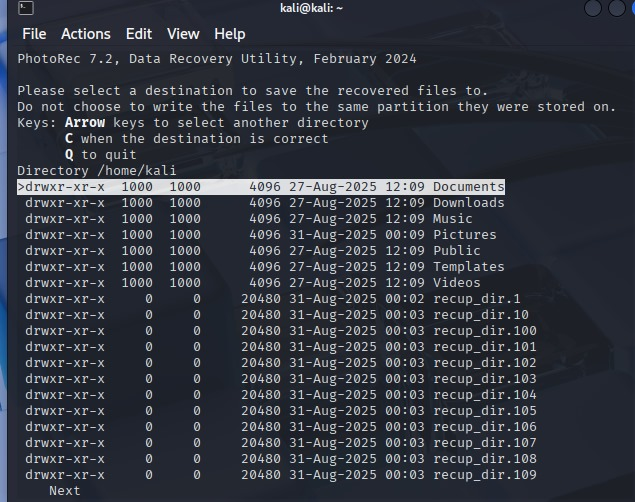 kali@kali: ~
File Actions Edit View Help
PhotoRec 7.2, Data Recovery Utility, February 2024
Please select a destination to save the recovered files to.
Do not choose to write the files to the same partition they were stored on.
Keys: Arrow keys to select another directory
C when the destination is correct
Q to quit
Directory /home/kali
>drwxr-xr-x 1000 1000 4096 27-Aug-2025 12:09 Documents
drwxr-xr-x 1000 1000 4096 27-Aug-2025 12:09 Downloads
drwxr-xr-x 1000 1000 4096 27-Aug-2025 12:09 Music
drwxr-xr-x 1000 1000 4096 31-Aug-2025 00:09 Pictures
drwxr-xr-x 1000 1000 4096 27-Aug-2025 12:09 Public
drwxr-xr-x 1000 1000 4096 27-Aug-2025 12:09 Templates
drwxr-xr-x 1000 1000 4096 27-Aug-2025 12:09 Videos
drwxr-xr-x 0 0 20480 31-Aug-2025 00:02 recup_dir.1
drwxr-xr-x 0 0 20480 31-Aug-2025 00:03 recup_dir.10
drwxr-xr-x 0 0 20480 31-Aug-2025 00:03 recup_dir.100
drwxr-xr-x 0 0 20480 31-Aug-2025 00:03 recup_dir.101
drwxr-xr-x 0 0 20480 31-Aug-2025 00:03 recup_dir.102
drwxr-xr-x 0 0 20480 31-Aug-2025 00:03 recup_dir.103
drwxr-xr-x 0 0 20480 31-Aug-2025 00:03 recup_dir.104
drwxr-xr-x 0 0 20480 31-Aug-2025 00:03 recup_dir.105
drwxr-xr-x 0 0 20480 31-Aug-2025 00:03 recup_dir.106
drwxr-xr-x 0 0 20480 31-Aug-2025 00:03 recup_dir.107
drwxr-xr-x 0 0 20480 31-Aug-2025 00:03 recup_dir.108
drwxr-xr-x 0 0 20480 31-Aug-2025 00:03 recup_dir.109
Next